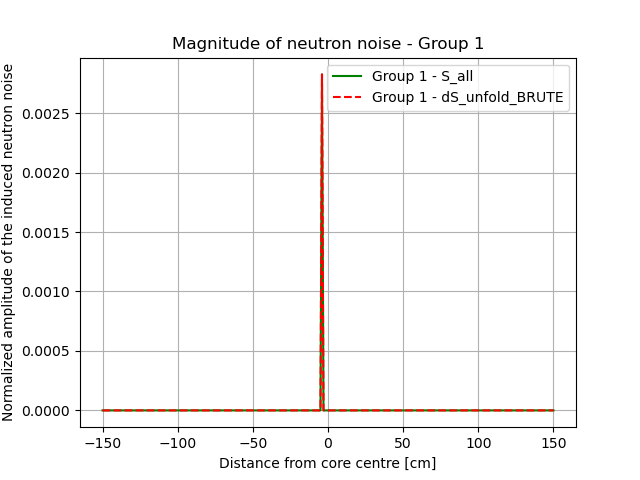 Magnitude of neutron noise - Group 1
Group 1 - S_all
Group 1 - dS_unfold_BRUTE
Normalized amplitude of the induced neutron noise
0.0025
0.0020
0.0015
0.0010
0.0005
0.0000
−150 −100 −50 0 50 100 150
Distance from core centre [cm]